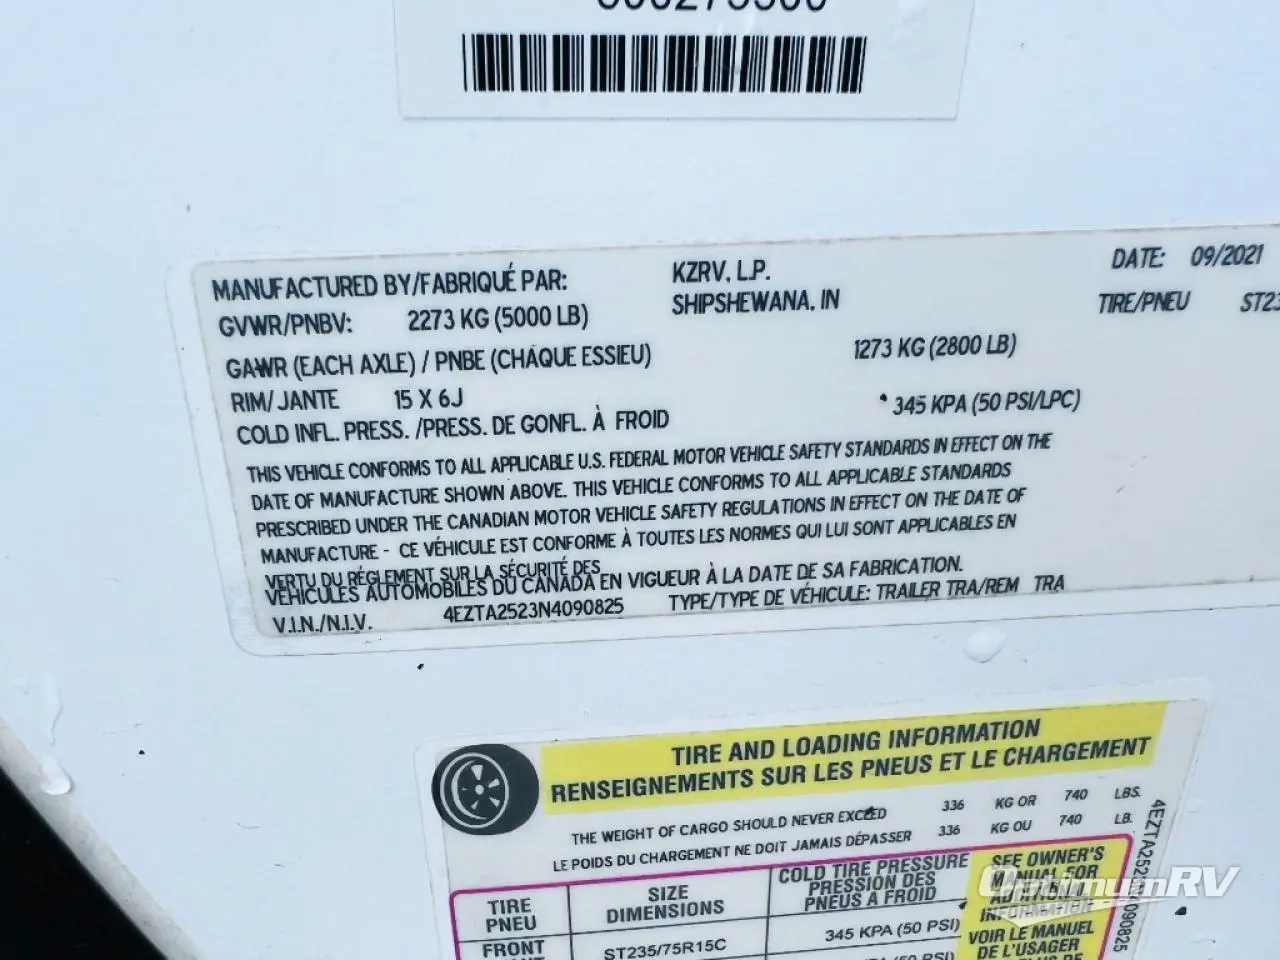 MANUFACTURED BY/FABRIQUÉ PAR: KZRV, L.P. DATE: 09/2021
SHIPSHEWANA, IN
GVWR/PNBV: 2273 KG (5000 LB) TIRE/PNEU
GAWR (EACH AXLE) / PNBE (CHAQUE ESSIEU) 1273 KG (2800 LB)
RIM/JANTE 15 X 6J
COLD INFL. PRESS. /PRESS. DE GONFL. À FROID 345 KPA (50 PSI/LPC)
THIS VEHICLE CONFORMS TO ALL APPLICABLE U.S. FEDERAL MOTOR VEHICLE SAFETY STANDARDS IN EFFECT ON THE
DATE OF MANUFACTURE SHOWN ABOVE. THIS VEHICLE CONFORMS TO ALL APPLICABLE STANDARDS
PRESCRIBED UNDER THE CANADIAN MOTOR VEHICLE SAFETY REGULATIONS IN EFFECT ON THE DATE OF
MANUFACTURE - CE VÉHICULE EST CONFORME À TOUTES LES NORMES QUI LUI SONT APPLICABLES EN
VERTU DU RÉGLEMENT SUR LA SÉCURITÉ DES
VÉHICULES AUTOMOBILES DU CANADA EN VIGUEUR À LA DATE DE SA FABRICATION.
V.I.N./N.I.V. 4EZTA2523N4090825 TYPE/TYPE DE VÉHICULE: TRAILER TRA/REM TRA
TIRE AND LOADING INFORMATION
RENSEIGNEMENTS SUR LES PNEUS ET LE CHARGEMENT
THE WEIGHT OF CARGO SHOULD NEVER EXCEED 336 KG OR 740 LBS.
LE POIDS DU CHARGEMENT NE DOIT JAMAIS DÉPASSER 336 KG OU 740 LB.
TIRE
PNEU
SIZE
DIMENSIONS
COLD TIRE PRESSURE
PRESSION DES
PNEUS À FROID
SEE OWNER'S
MANUAL FOR
ADDITIONAL
INFORMATION
VOIR LE MANUEL
DE L'USAGER
FRONT
ST235/75R15C
345 KPA (50 PSI)
OptimumRV